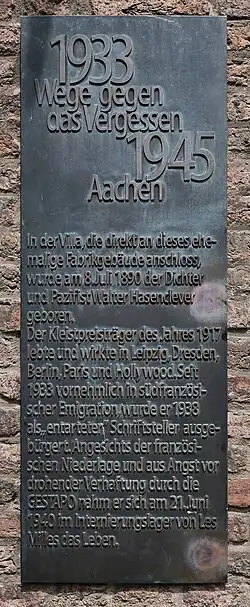 1933
Wege gegen
das Vergessen
1945
Aachen
In der Villa, die direkt an dieses ehe-
malige Fabrikgebäude anschloss,
wurde am 8. Juli 1890 der Dichter
und Pazifist Walter Hasenclever
geboren.
Der Kleistpreisträger des Jahres 1917
lebte und wirkte in Leipzig, Dresden,
Berlin, Paris und Hollywood. Seit
1933 vornehmlich in südfranzösi-
scher Emigration, wurde er 1938
als „entarteter“ Schriftsteller ausge-
bürgert. Angesichts der französi-
schen Niederlage und aus Angst vor
drohender Verhaftung durch die
GESTAPO nahm er sich am 21. Juni
1940 im Internierungslager von Les
Milles das Leben.